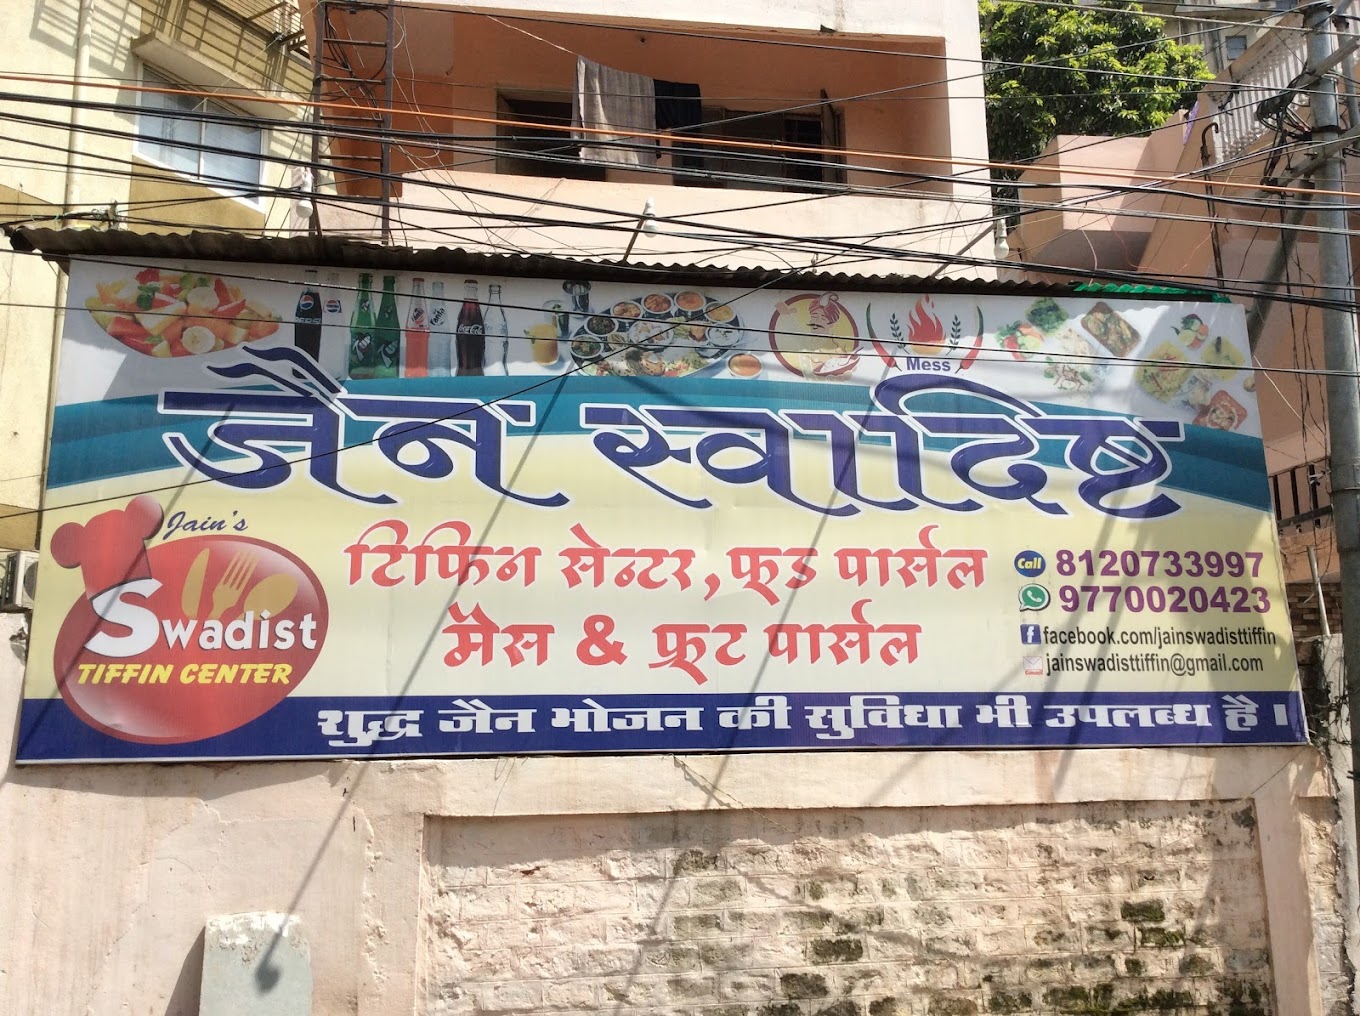 Mess
जैन स्वादिष्ट
Jain's
Swadist
TIFFIN CENTER
टिफिन सेन्टर, फूड पार्सल
मैस & फ्रूट पार्सल
Call 8120733997
9770020423
facebook.com/jainswadisttiffin
jainswadisttiffin@gmail.com
शुद्ध जैन भोजन की सुविधा भी उपलब्ध है।